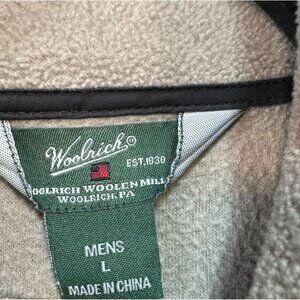 Woolrich®
EST. 1830
OOLRICH WOOLEN MILL
WOOLRICH, PA
MENS
L
MADE IN CHINA